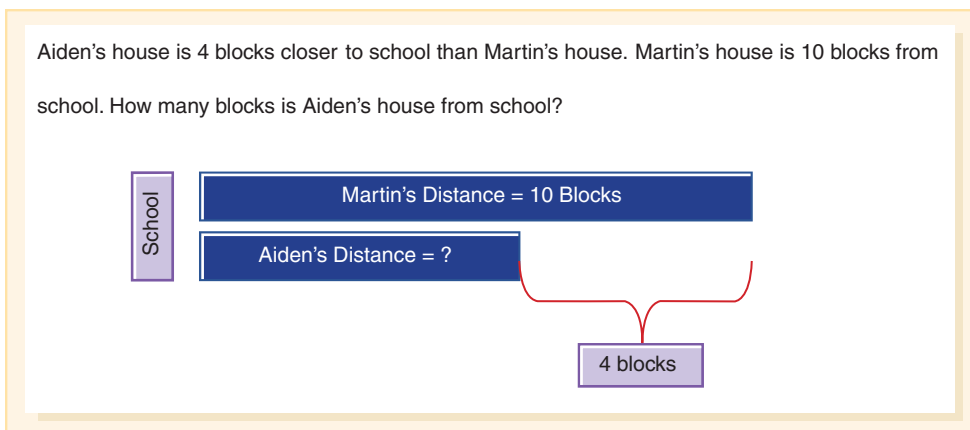 Aiden’s house is 4 blocks closer to school than Martin’s house. Martin’s house is 10 blocks from
school. How many blocks is Aiden’s house from school?
School
Martin’s Distance = 10 Blocks
Aiden’s Distance = ?
4 blocks